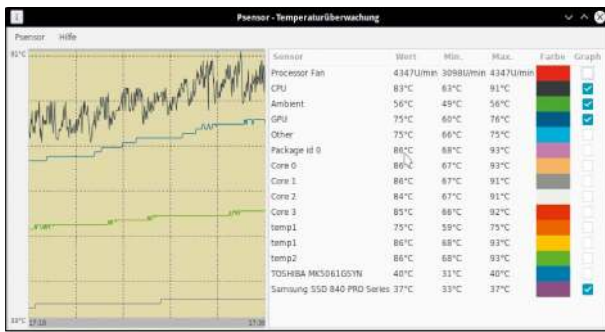 Psensor - Temperaturüberwachung
Psensor Hilfe
91°C
Sensor Wert Min. Max. Farbe Graph
Processor Fan 4347U/min 3098U/min 4347U/min
CPU 83°C 63°C 91°C
Ambient 56°C 49°C 56°C
GPU 75°C 60°C 76°C
Other 75°C 66°C 75°C
Package id 0 86°C 68°C 93°C
Core 0 86°C 67°C 93°C
Core 1 86°C 67°C 91°C
Core 2 84°C 67°C 91°C
Core 3 85°C 66°C 92°C
temp1 75°C 59°C 75°C
temp1 86°C 68°C 93°C
temp2 86°C 68°C 93°C
TOSHIBA MK5061GSYN 40°C 31°C 40°C
Samsung SSD 840 PRO Series 37°C 33°C 37°C
33°C